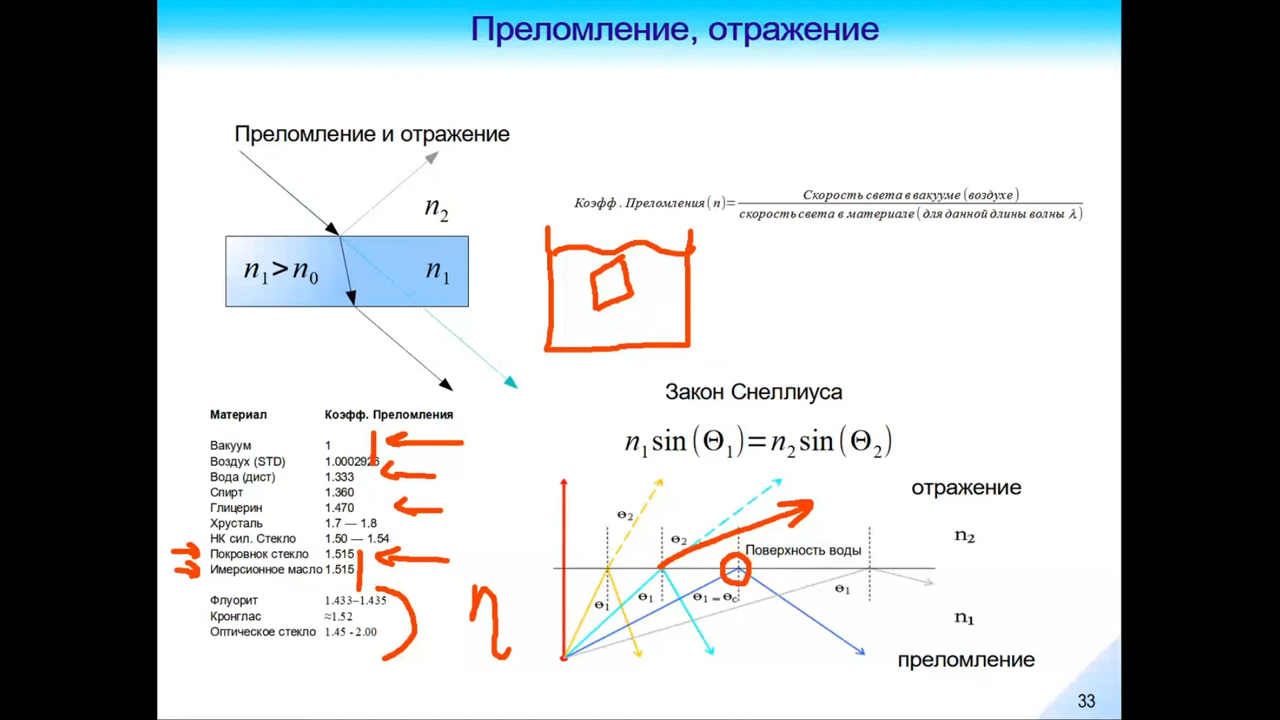 Преломление, отражение
Преломление и отражение
n2
n1>n0
n1
Коэфф . Преломления (n)= Скорость света в вакууме (воздухе) / скорость света в материале (для данной длины волны λ)
Материал Коэфф. Преломления
Вакуум 1
Воздух (STD) 1.0002926
Вода (дист) 1.333
Спирт 1.360
Глицерин 1.470
Хрусталь 1.7 — 1.8
НК сил. Стекло 1.50 — 1.54
Покровнюк стекло 1.515
Имерсионное масло 1.515
Флуорит 1.433–1.435
Кронглас ≈1.52
Оптическое стекло 1.45 - 2.00
η
Закон Снеллиуса
n1 sin(Θ1)=n2 sin(Θ2)
отражение
Θ2
Θ2
n2
Поверхность воды
Θ1
Θ1
Θ1 = Θc
Θ1
n1
преломление
33